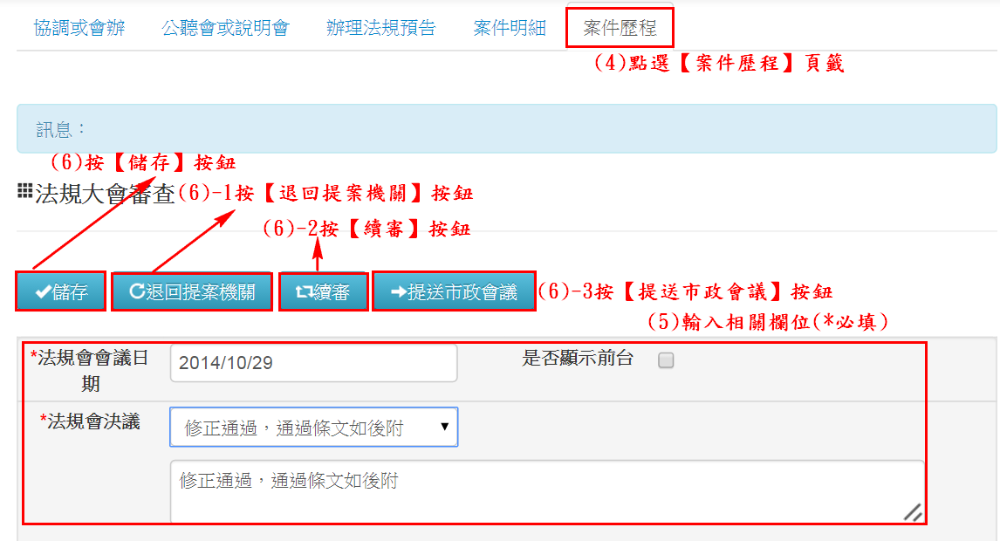 協調或會辦 公聽會或說明會 辦理法規預告 案件明細 案件歷程
(4)點選【案件歷程】頁籤
訊息：
(6)按【儲存】按鈕
法規大會審查(6)-1按【退回提案機關】按鈕
(6)-2按【續審】按鈕
儲存 退回提案機關 續審 提送市政會議 (6)-3按【提送市政會議】按鈕
(5)輸入相關欄位(*必填)
*法規會會議日期 2014/10/29 是否顯示前台
*法規會決議 修正通過，通過條文如後附
修正通過，通過條文如後附